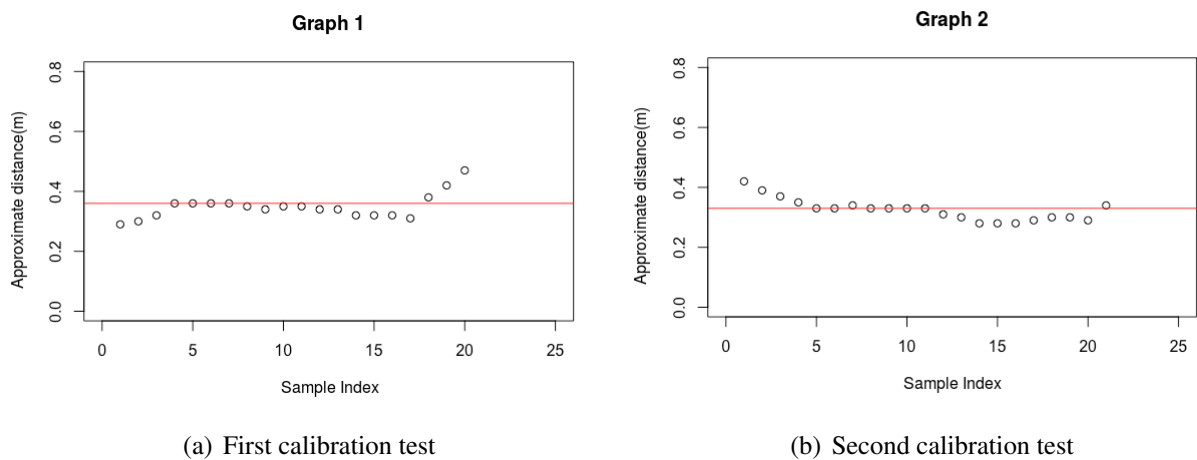 Graph 1
Approximate distance(m)
0.8
0.6
0.4
0.2
0.0
0 5 10 15 20 25
Sample Index
(a) First calibration test
Graph 2
Approximate distance(m)
0.8
0.6
0.4
0.2
0.0
0 5 10 15 20 25
Sample Index
(b) Second calibration test